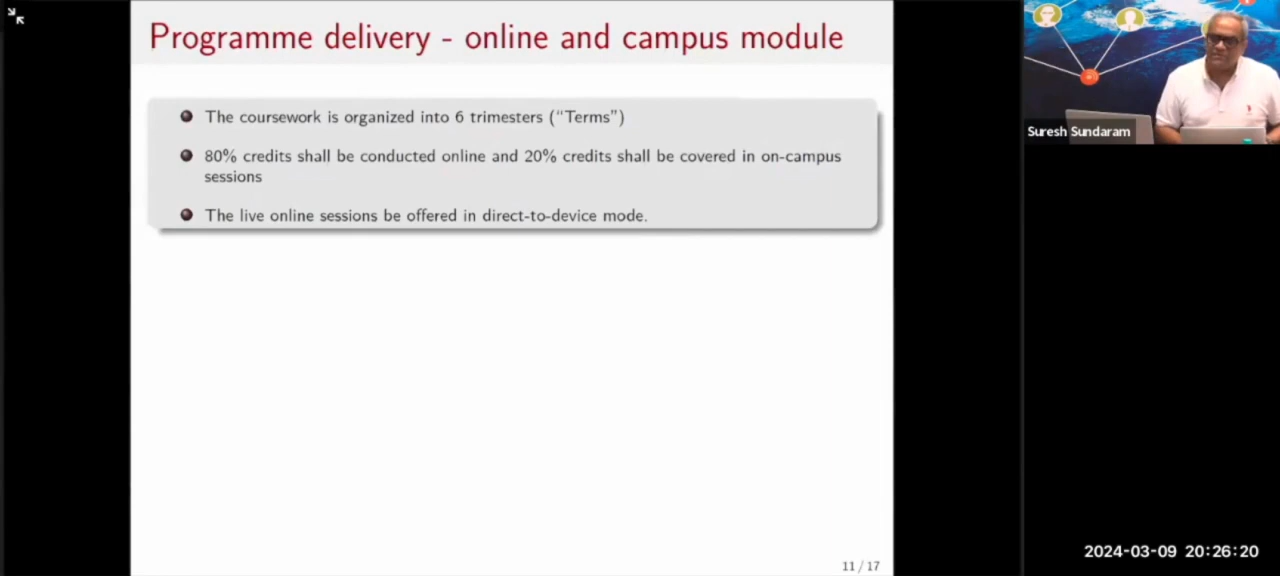 Programme delivery - online and campus module
The coursework is organized into 6 trimesters (“Terms”)
80% credits shall be conducted online and 20% credits shall be covered in on-campus
sessions
The live online sessions be offered in direct-to-device mode.
11 / 17
Suresh Sundaram
2024-03-09 20:26:20